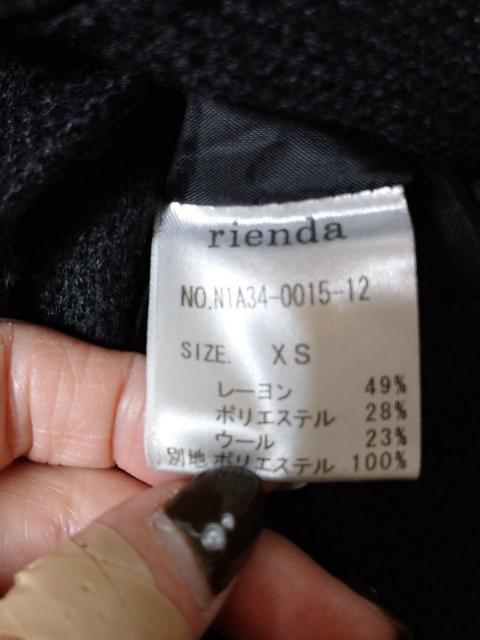 rienda
NO.N1A34-0015-12
SIZE. XS
レーヨン 49%
ポリエステル 28%
ウール 23%
別地 ポリエステル 100%